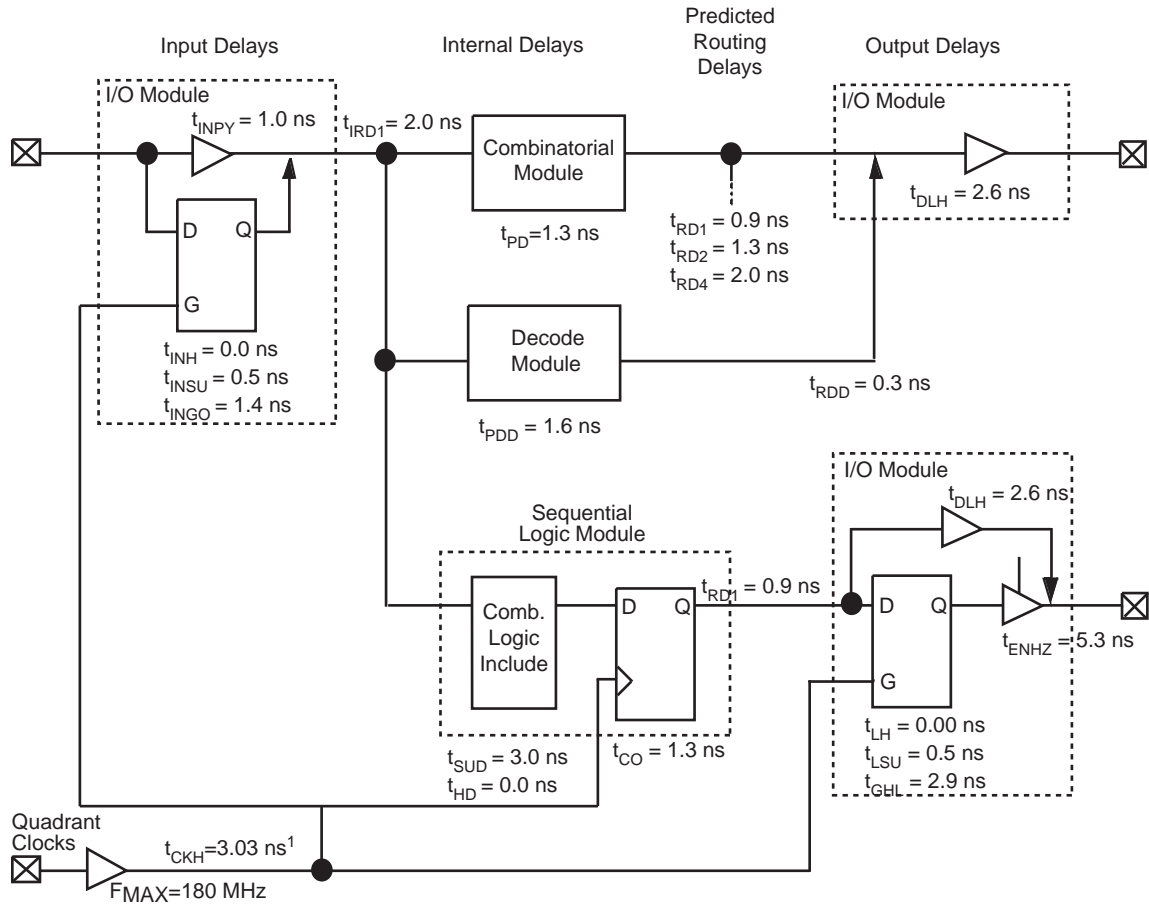 Input Delays
Internal Delays
Predicted
Routing
Delays
Output Delays
I/O Module
tINPY = 1.0 ns
tIRD1 = 2.0 ns
Combinatorial
Module
I/O Module
tDLH = 2.6 ns
D
Q
G
tPD=1.3 ns
tRD1 = 0.9 ns
tRD2 = 1.3 ns
tRD4 = 2.0 ns
tINH = 0.0 ns
tINSU = 0.5 ns
tINGO = 1.4 ns
Decode
Module
tPDD = 1.6 ns
tRDD = 0.3 ns
I/O Module
tDLH = 2.6 ns
Sequential
Logic Module
Comb.
Logic
Include
D
Q
tRD1 = 0.9 ns
D
Q
G
tENHZ = 5.3 ns
tSUD = 3.0 ns
tHD = 0.0 ns
tCO = 1.3 ns
tLH = 0.00 ns
tLSU = 0.5 ns
tGHL = 2.9 ns
Quadrant
Clocks
tCKH=3.03 ns1
FMAX=180 MHz